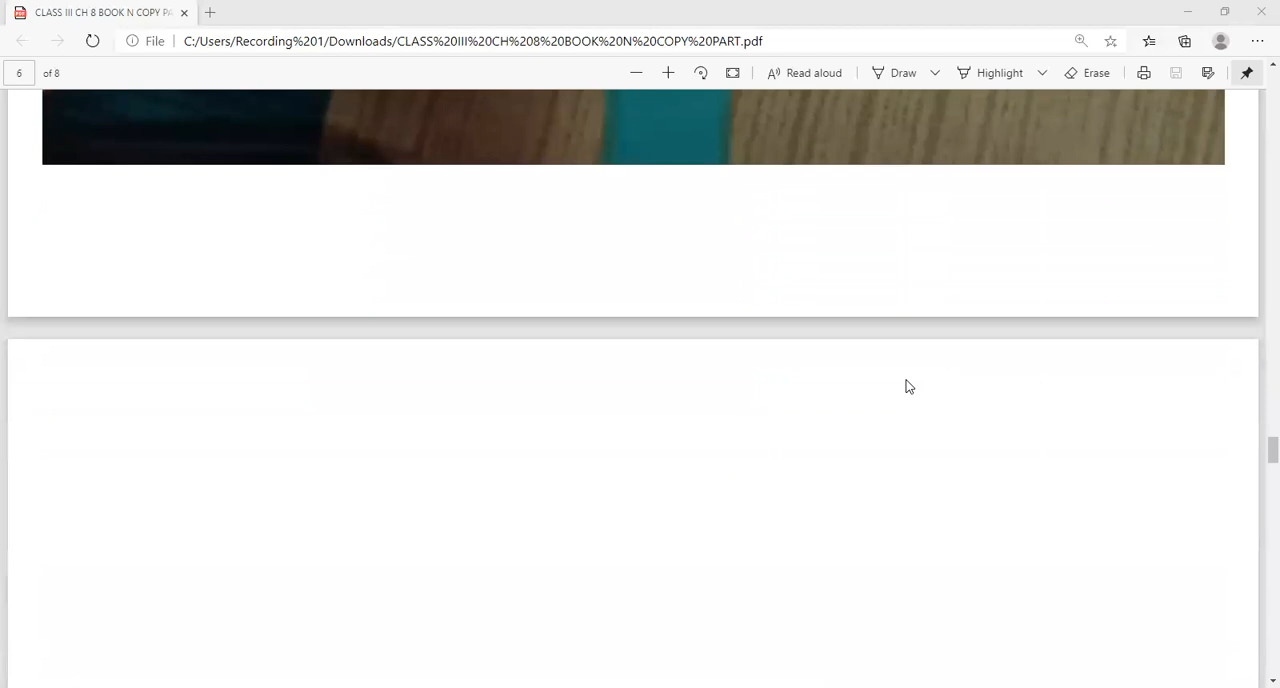 CLASS III CH 8 BOOK N COPY PA
File
C:/Users/Recording%201/Downloads/CLASS%20III%20CH%208%20BOOK%20N%20COPY%20PART.pdf
6 of 8
Read aloud
Draw
Highlight
Erase